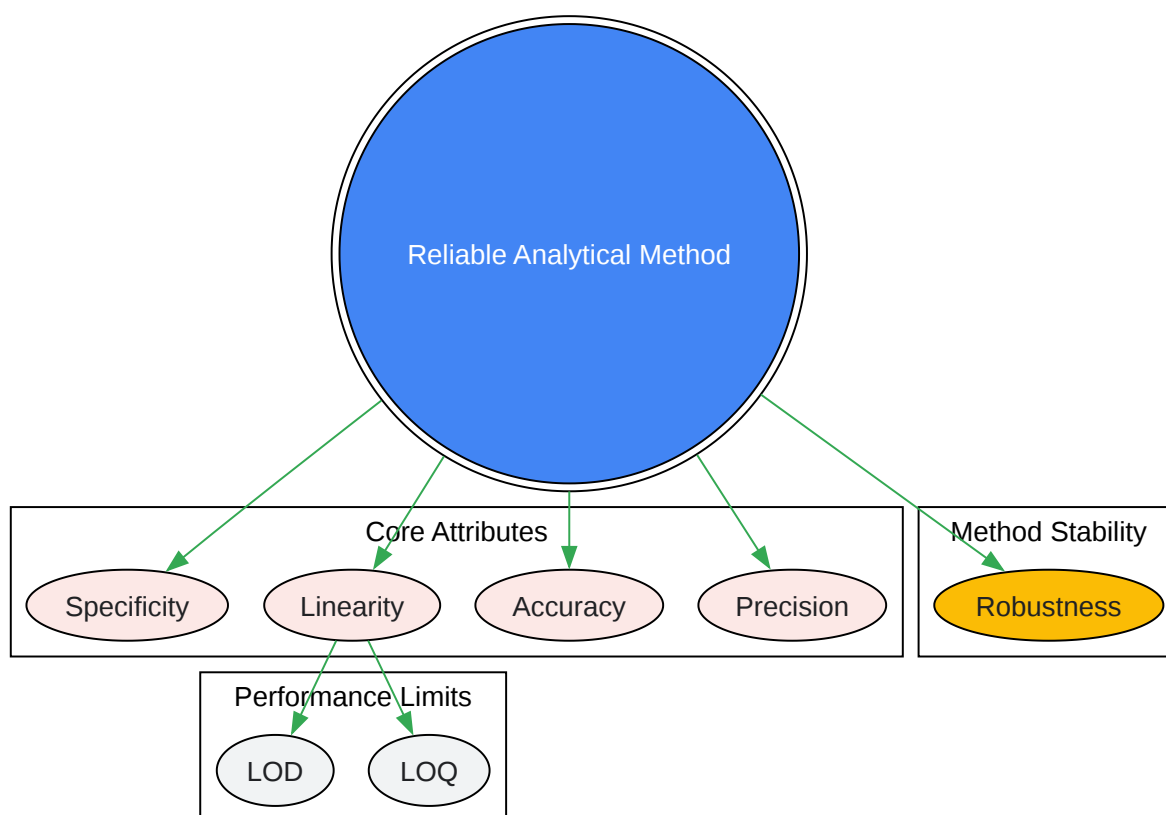 Reliable Analytical Method
Core Attributes
Method Stability
Specificity
Linearity
Accuracy
Precision
Robustness
Performance Limits
LOD
LOQ